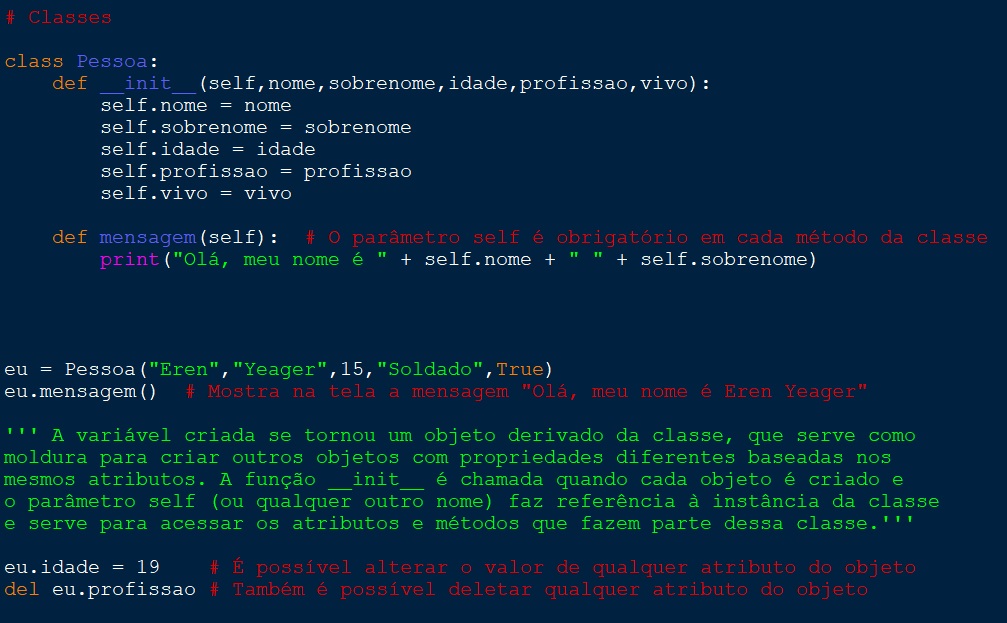 # Classes
class Pessoa:
    def __init__(self,nome,sobrenome,idade,profissao,vivo):
        self.nome = nome
        self.sobrenome = sobrenome
        self.idade = idade
        self.profissao = profissao
        self.vivo = vivo
    def mensagem(self):  # O parâmetro self é obrigatório em cada método da classe
        print("Olá, meu nome é " + self.nome + " " + self.sobrenome)
eu = Pessoa("Eren","Yeager",15,"Soldado",True)
eu.mensagem()  # Mostra na tela a mensagem "Olá, meu nome é Eren Yeager"
''' A variável criada se tornou um objeto derivado da classe, que serve como
moldura para criar outros objetos com propriedades diferentes baseadas nos
mesmos atributos. A função __init__ é chamada quando cada objeto é criado e
o parâmetro self (ou qualquer outro nome) faz referência à instância da classe
e serve para acessar os atributos e métodos que fazem parte dessa classe.'''
eu.idade = 19    # É possível alterar o valor de qualquer atributo do objeto
del eu.profissao # Também é possível deletar qualquer atributo do objeto